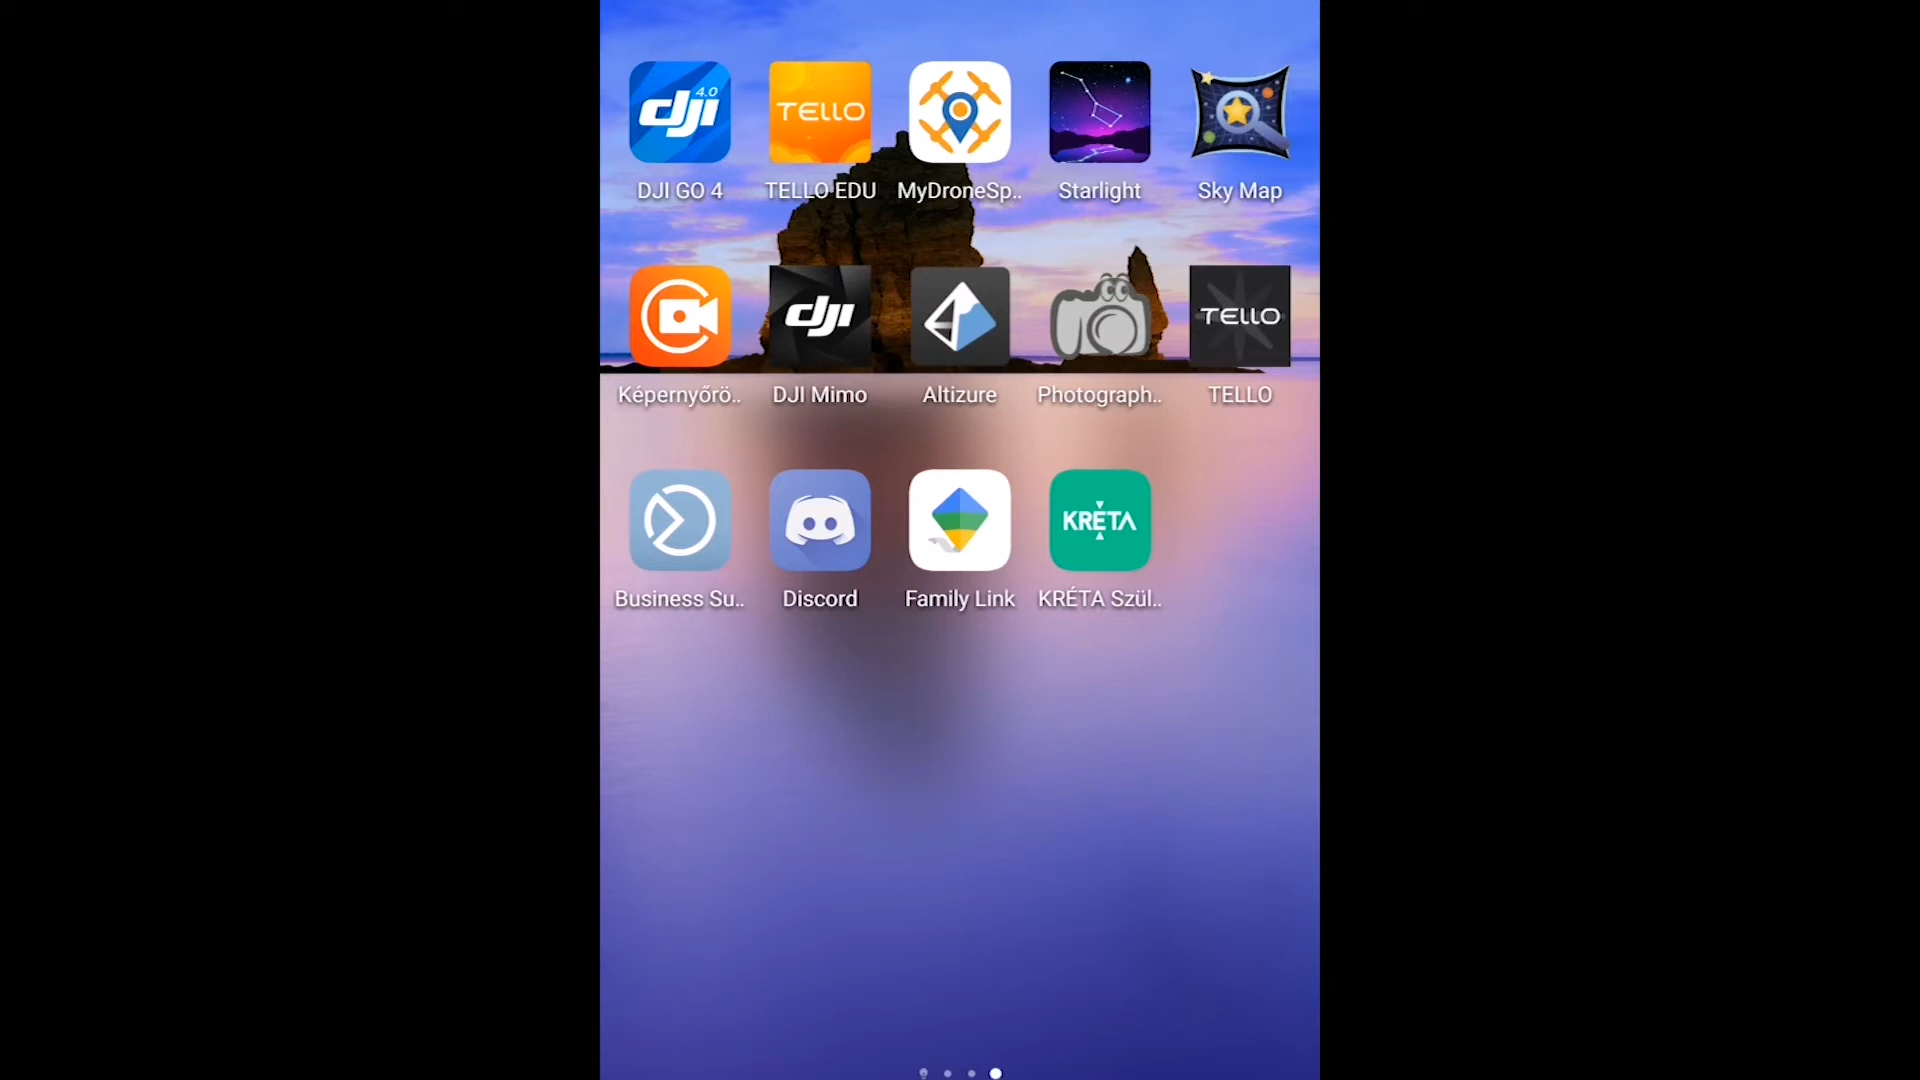 dji 4.0
TELLO
DJI GO 4
TELLO EDU
MyDroneSp..
Starlight
Sky Map
dji
TELLO
Képernyőrö..
DJI Mimo
Altizure
Photograph..
TELLO
KRÉTA
Business Su..
Discord
Family Link
KRÉTA Szül..